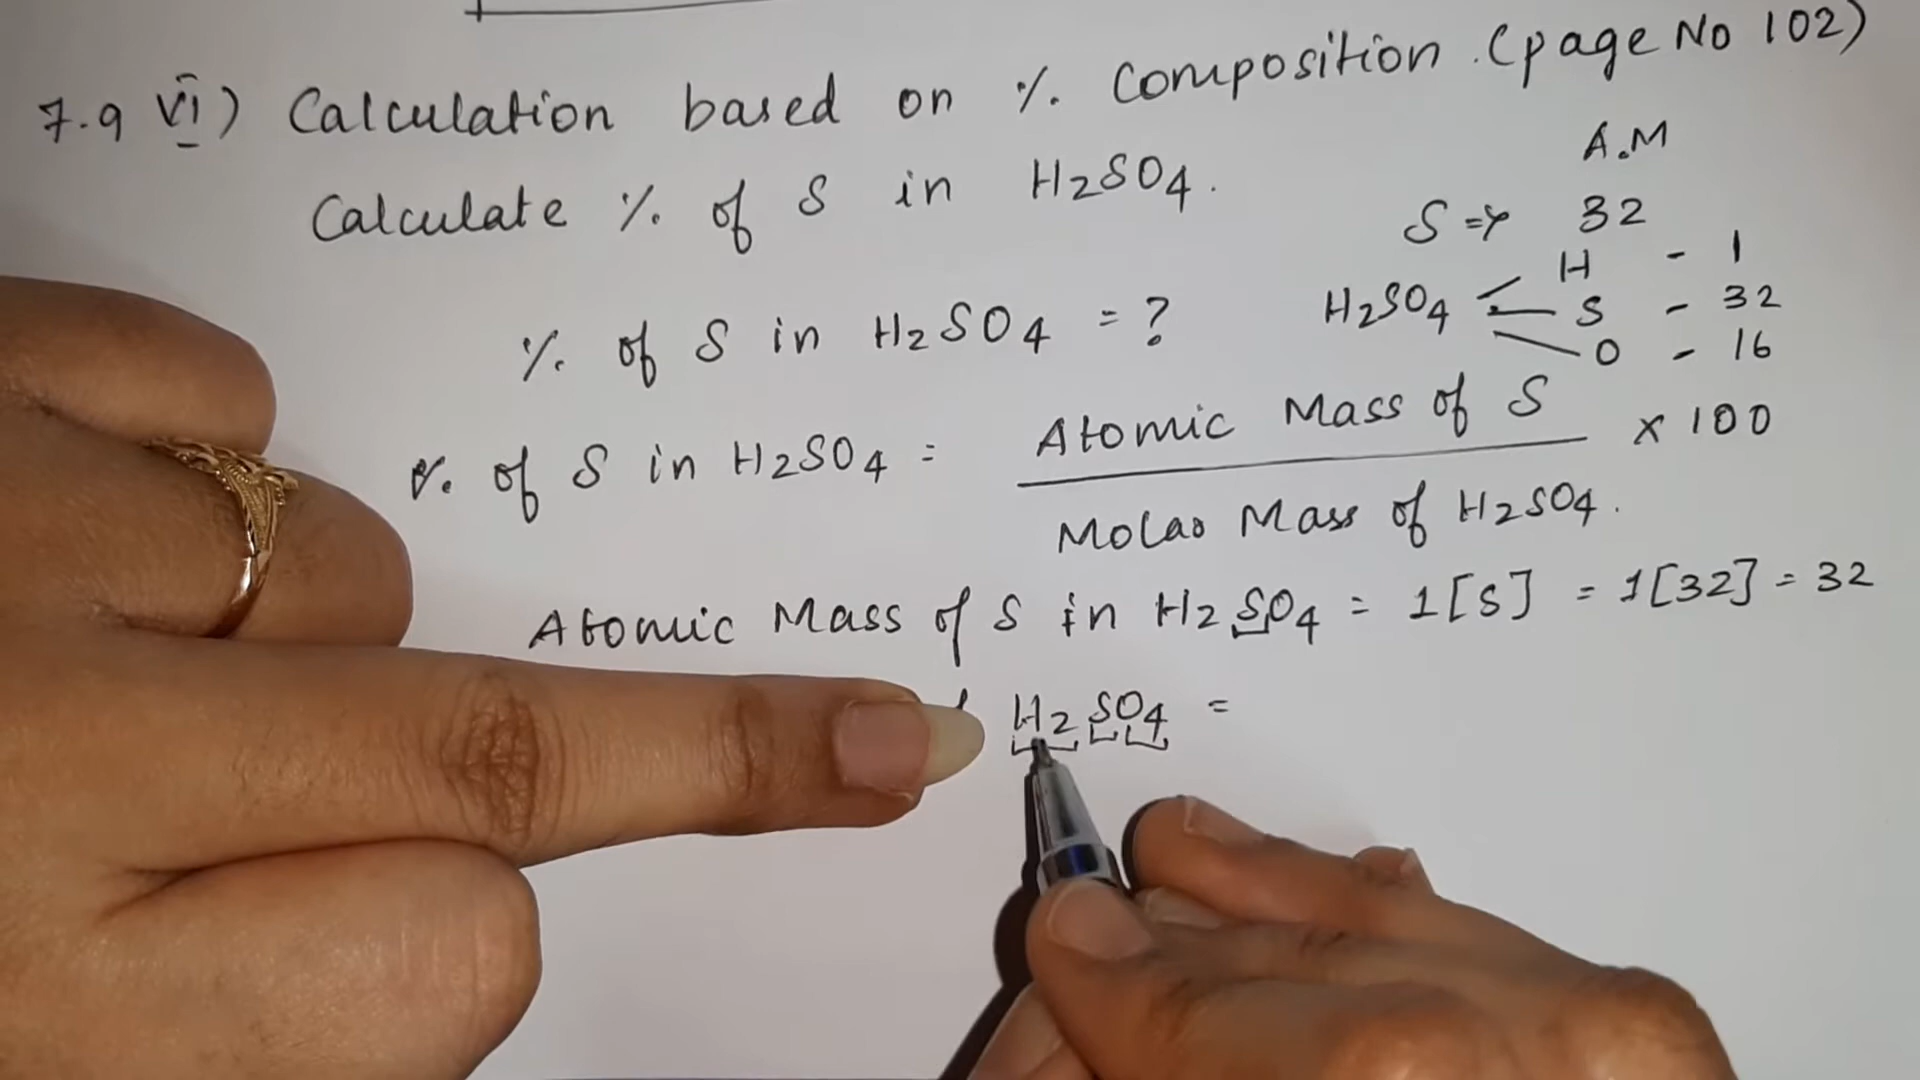 7.9 vi) Calculation based on % Composition. (page No 102)
Calculate % of S in H2SO4.
A.M
S => 32
H2SO4 H - 1
S - 32
O - 16
% of S in H2SO4 = ?
% of S in H2SO4 = Atomic Mass of S × 100
Molar Mass of H2SO4.
Atomic Mass of S in H2SO4 = 1[S] = 1[32] = 32
H2SO4 =